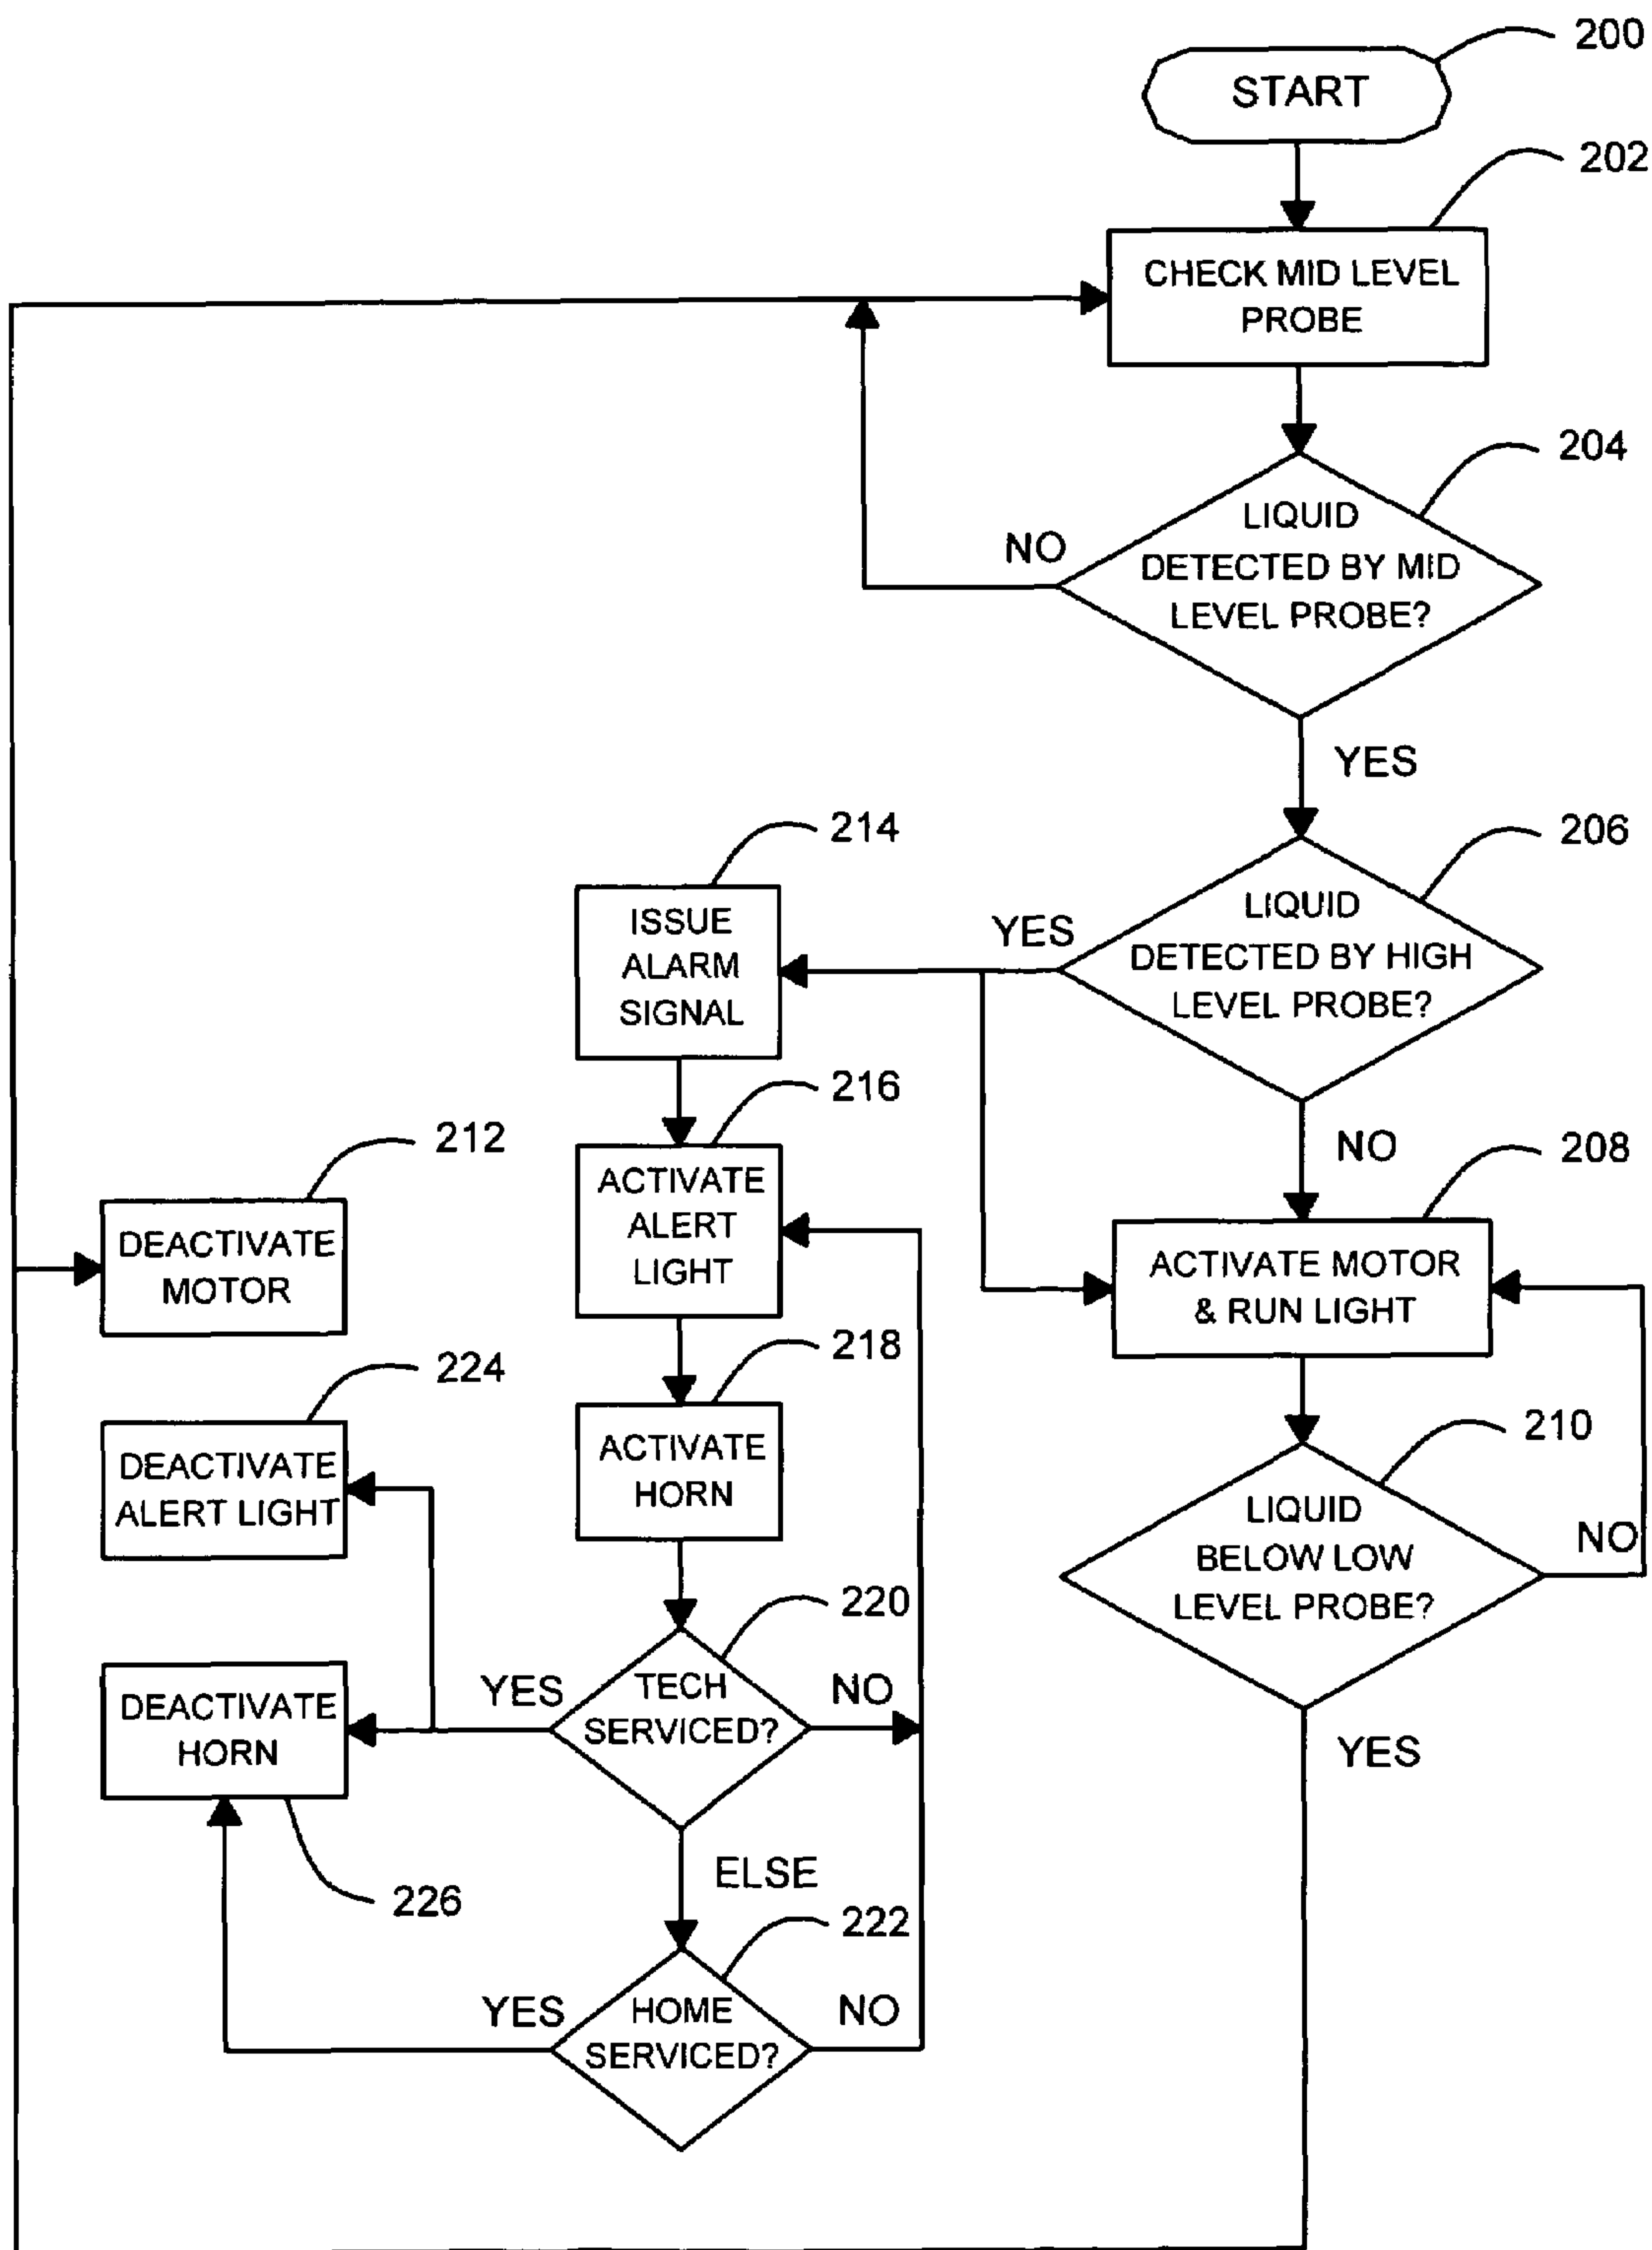 200
START
202
CHECK MID LEVEL
PROBE
204
LIQUID
DETECTED BY MID
LEVEL PROBE?
NO
YES
206
LIQUID
DETECTED BY HIGH
LEVEL PROBE?
YES
NO
214
ISSUE
ALARM
SIGNAL
216
ACTIVATE
ALERT
LIGHT
208
ACTIVATE MOTOR
& RUN LIGHT
212
DEACTIVATE
MOTOR
218
ACTIVATE
HORN
210
LIQUID
BELOW LOW
LEVEL PROBE?
NO
YES
224
DEACTIVATE
ALERT LIGHT
220
TECH
SERVICED?
YES
NO
ELSE
DEACTIVATE
HORN
226
222
HOME
SERVICED?
YES
NO